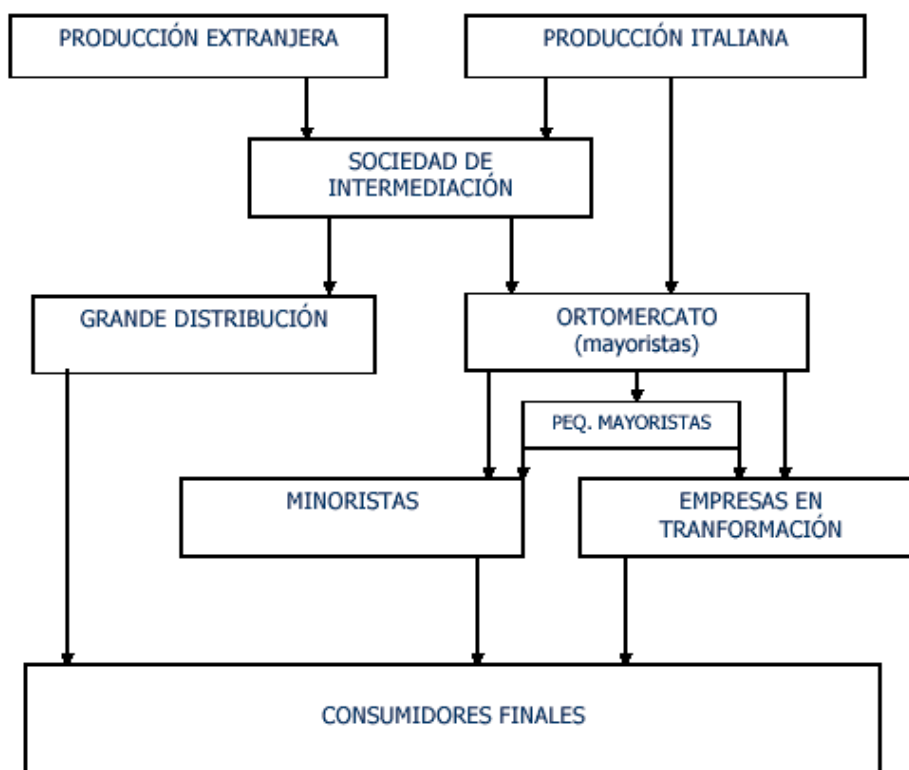 PRODUCCIÓN EXTRANJERA
PRODUCCIÓN ITALIANA
SOCIEDAD DE
INTERMEDIACIÓN
GRANDE DISTRIBUCIÓN
ORTOMERCATO
(mayoristas)
PEQ. MAYORISTAS
MINORISTAS
EMPRESAS EN
TRANFORMACIÓN
CONSUMIDORES FINALES